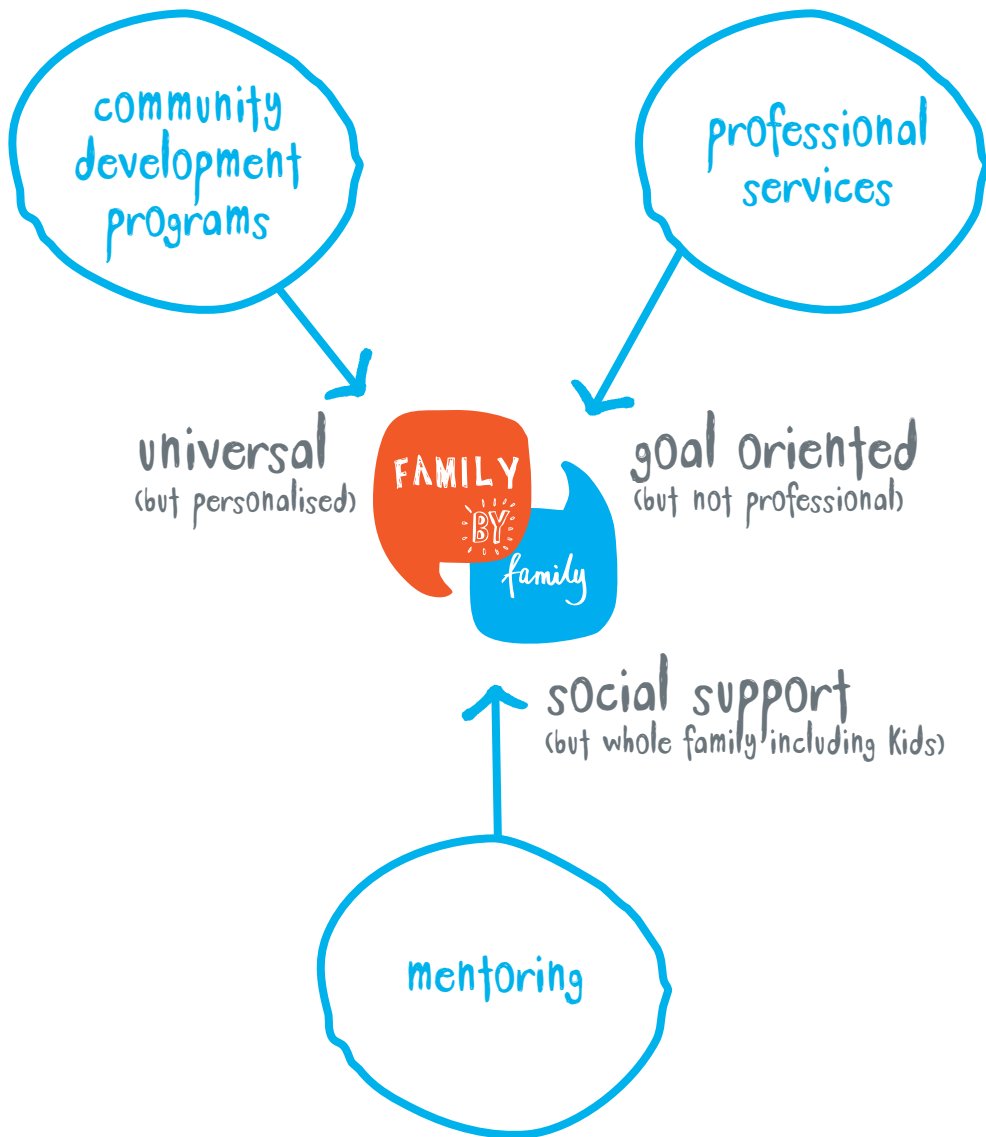 community
development
programs
professional
services
universal
(but personalised)
FAMILY
BY
family
goal oriented
(but not professional)
social support
(but whole family including Kids)
mentoring